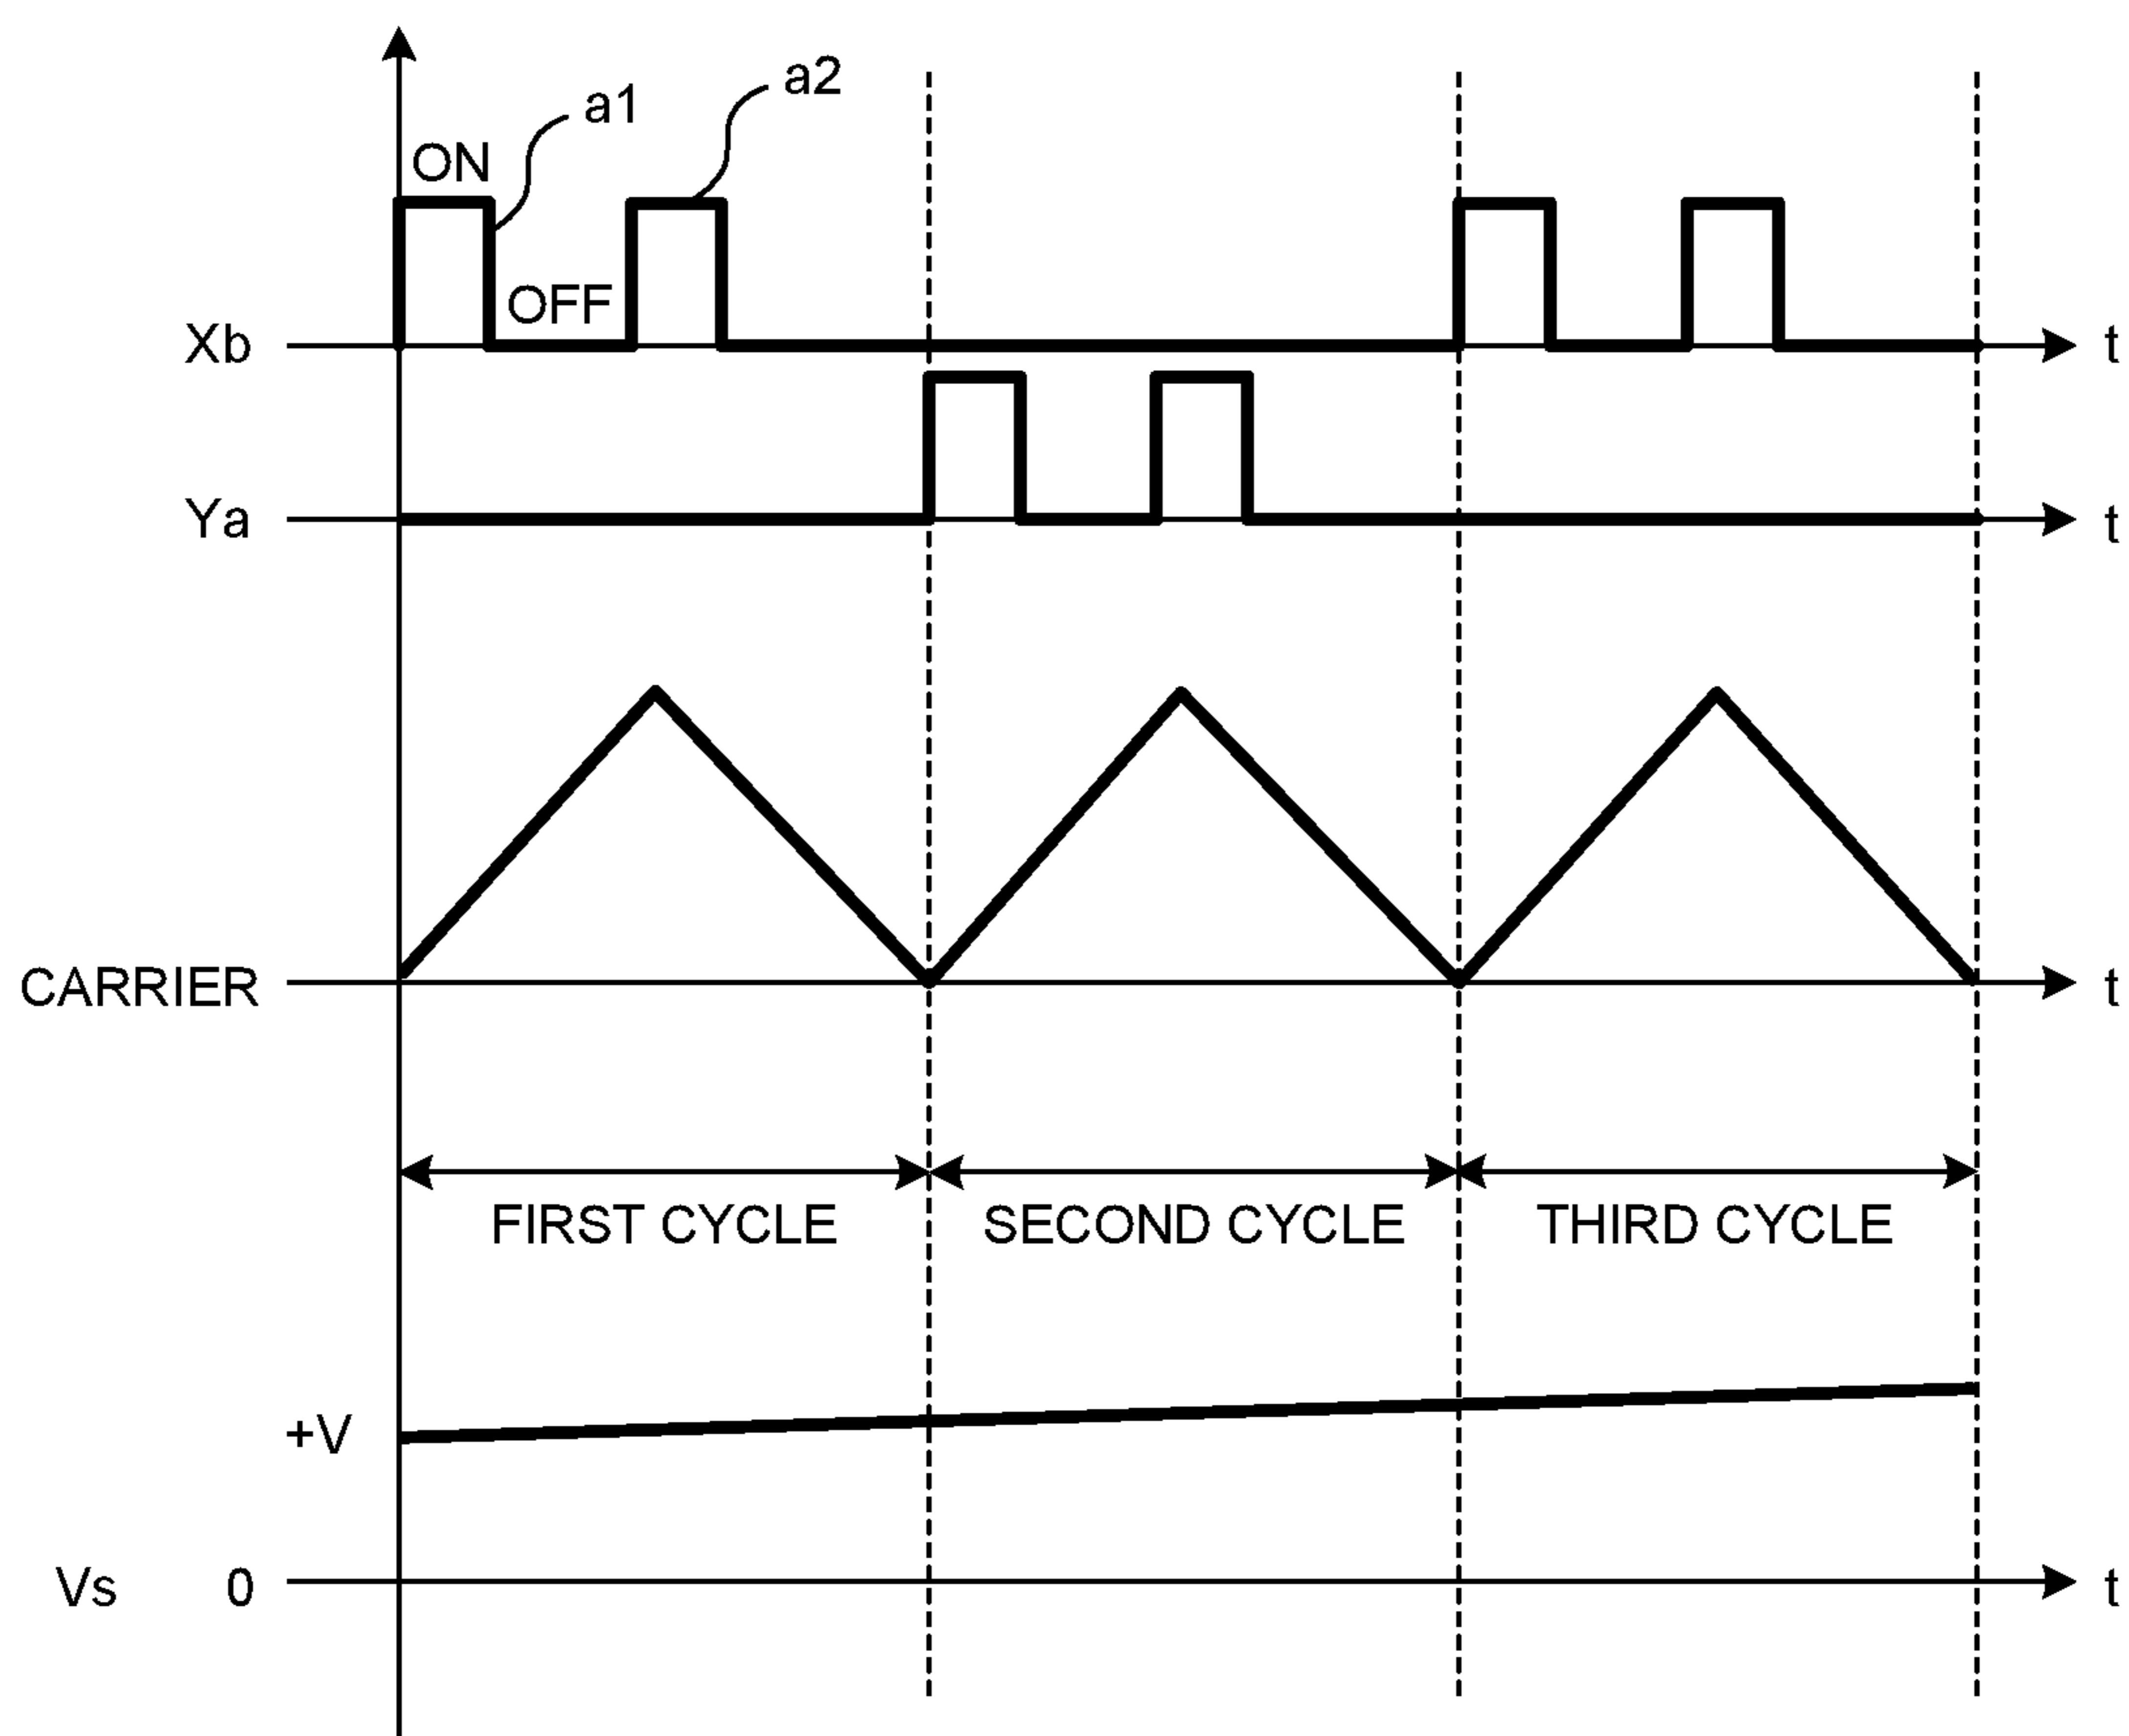 a2
a1
ON
OFF
Xb
t
Ya
t
CARRIER
t
FIRST CYCLE
SECOND CYCLE
THIRD CYCLE
+V
Vs 0
t